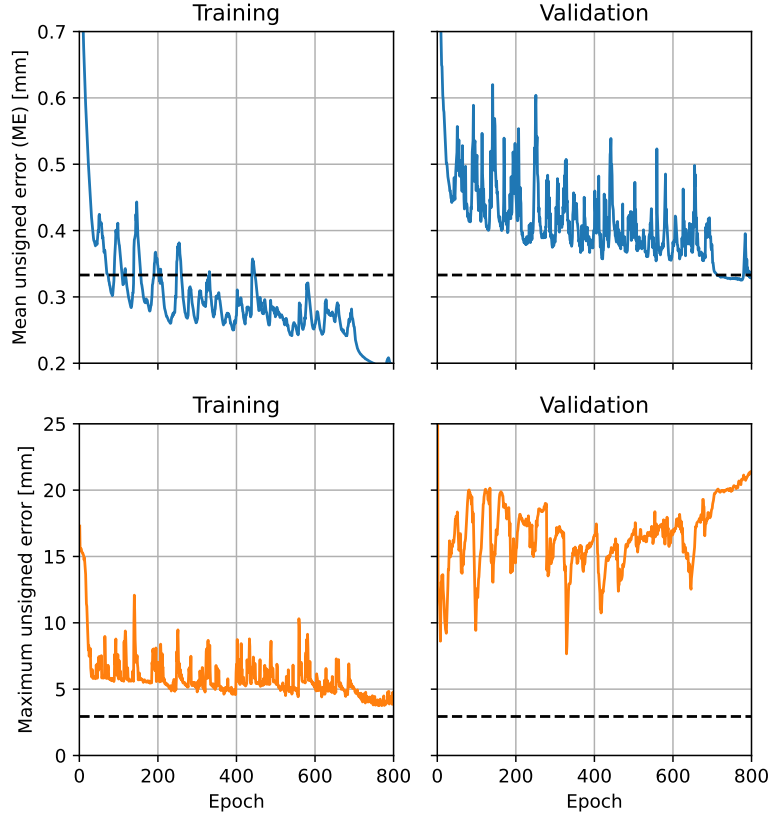 Training
Validation
Mean unsigned error (ME) [mm]
0.7
0.6
0.5
0.4
0.3
0.2
Training
Validation
Maximum unsigned error [mm]
25
20
15
10
5
0
0 200 400 600 800
0 200 400 600 800
Epoch
Epoch